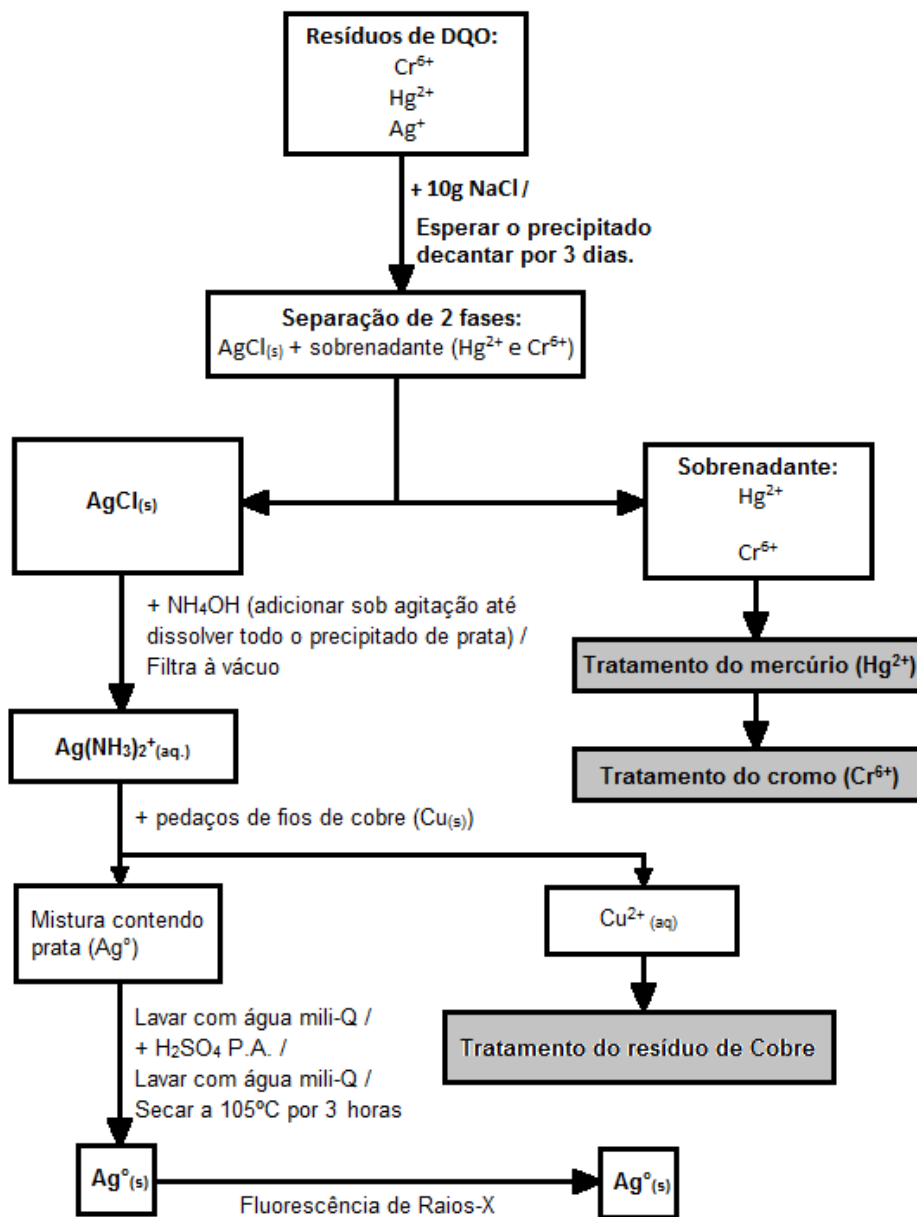 Resíduos de DQO:
Cr⁶⁺
Hg²⁺
Ag⁺
+ 10g NaCl /
Esperar o precipitado
decantar por 3 dias.
Separação de 2 fases:
AgCl₍s₎ + sobrenadante (Hg²⁺ e Cr⁶⁺)
AgCl₍s₎
Sobrenadante:
Hg²⁺
Cr⁶⁺
+ NH₄OH (adicionar sob agitação até
dissolver todo o precipitado de prata) /
Filtra à vácuo
Tratamento do mercúrio (Hg²⁺)
Ag(NH₃)₂⁺(aq.)
Tratamento do cromo (Cr⁶⁺)
+ pedaços de fios de cobre (Cu₍s₎)
Mistura contendo
prata (Ag°)
Cu²⁺ (aq)
Lavar com água mili-Q /
+ H₂SO₄ P.A. /
Lavar com água mili-Q /
Secar a 105ºC por 3 horas
Tratamento do resíduo de Cobre
Ag°₍s₎
Fluorescência de Raios-X
Ag°₍s₎